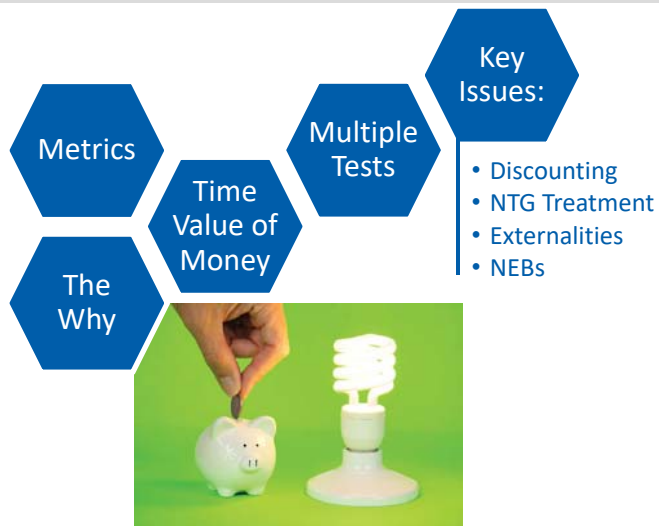 Metrics
The
Why
Time
Value of
Money
Multiple
Tests
Key
Issues:
• Discounting
• NTG Treatment
• Externalities
• NEBs